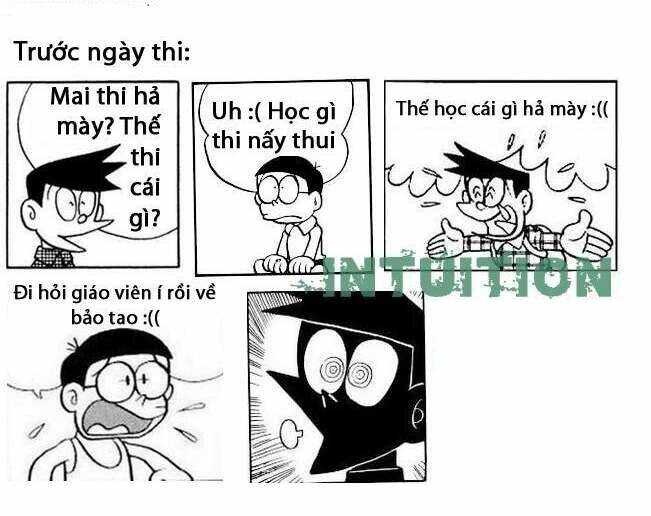 Trước ngày thi:
Mai thi hả
mày? Thế
thi
cái
gì?
Uh :( Học gì
thi nấy thui
Thế học cái gì hả mày :((
INTUITION
Đi hỏi giáo viên í rồi về
bảo tao :((